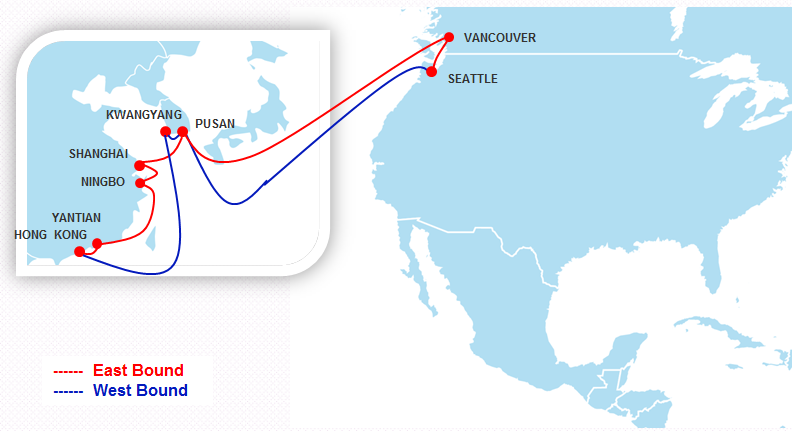 VANCOUVER
SEATTLE
KWANGYANG
PUSAN
SHANGHAI
NINGBO
YANTIAN
HONG KONG
------ East Bound
------ West Bound